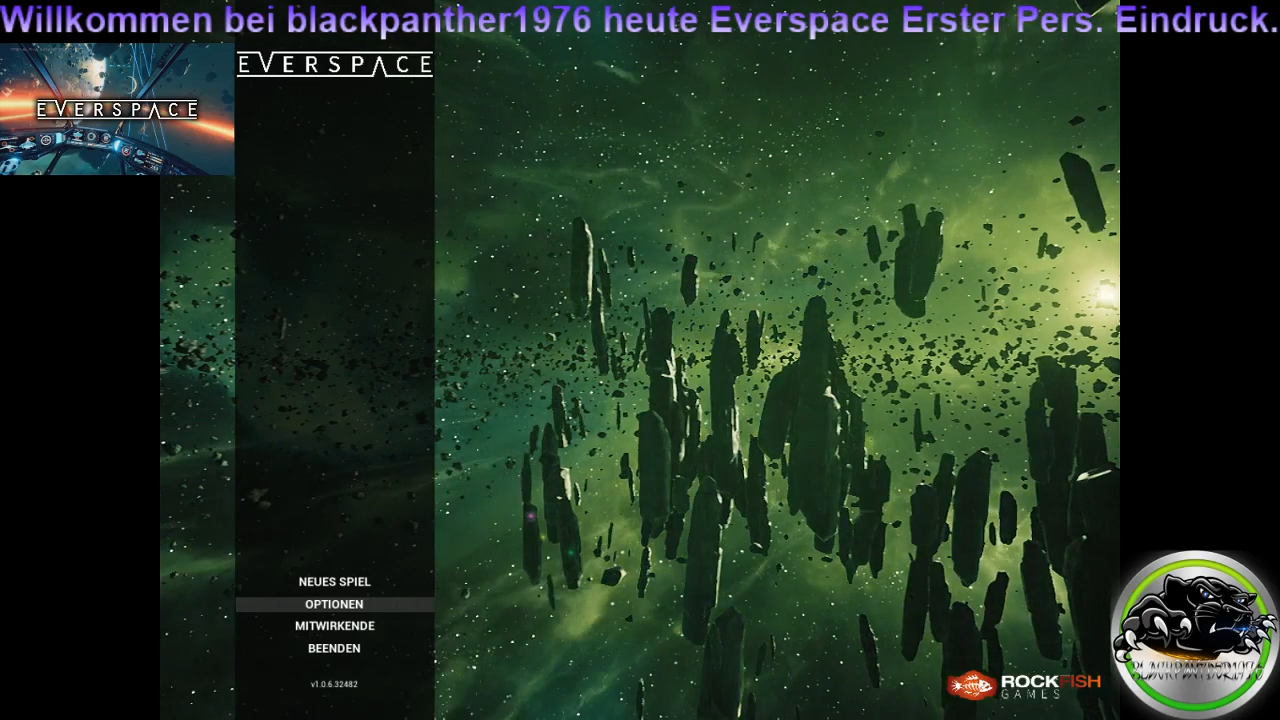 Willkommen bei blackpanther1976 heute Everspace Erster Pers. Eindruck.
EVERSPACE
EVERSPACE
NEUES SPIEL
OPTIONEN
MITWIRKENDE
BEENDEN
v1.0.6.32482
ROCKFISH
GAMES
BLACKPANTHER1976